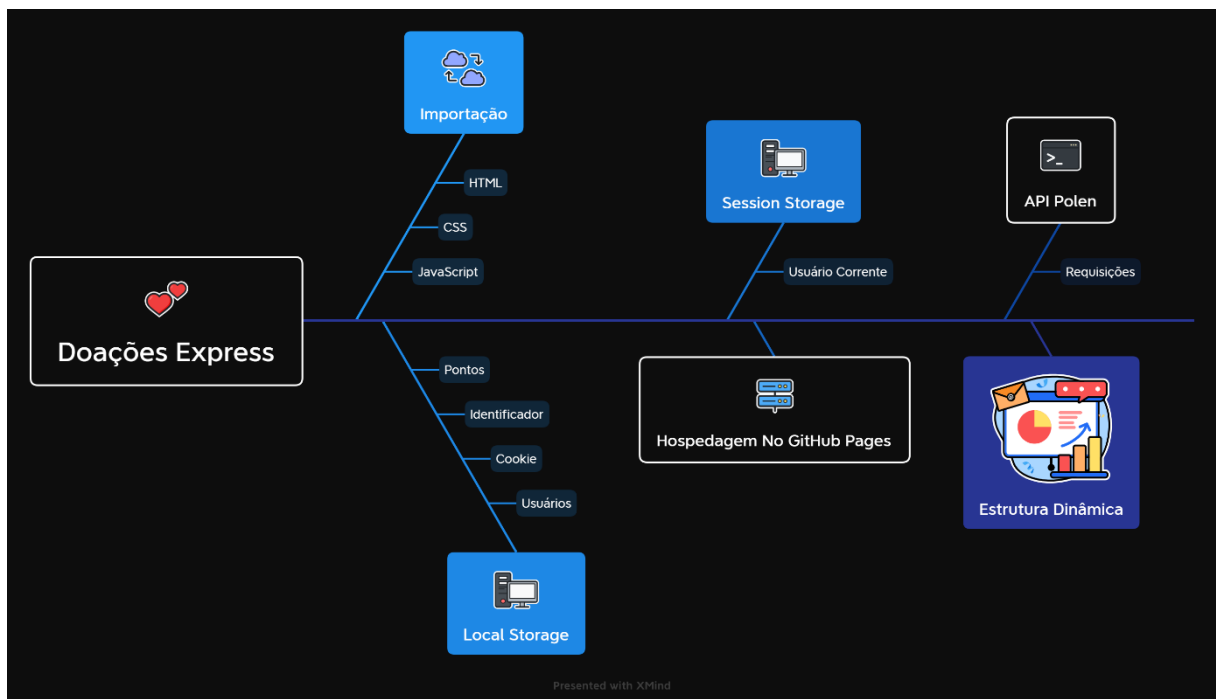 Importação
HTML
CSS
JavaScript
Session Storage
Usuário Corrente
>_
API Polen
Requisições
Doações Express
Pontos
Identificador
Cookie
Usuários
Local Storage
Hospedagem No GitHub Pages
Estrutura Dinâmica
Presented with XMind